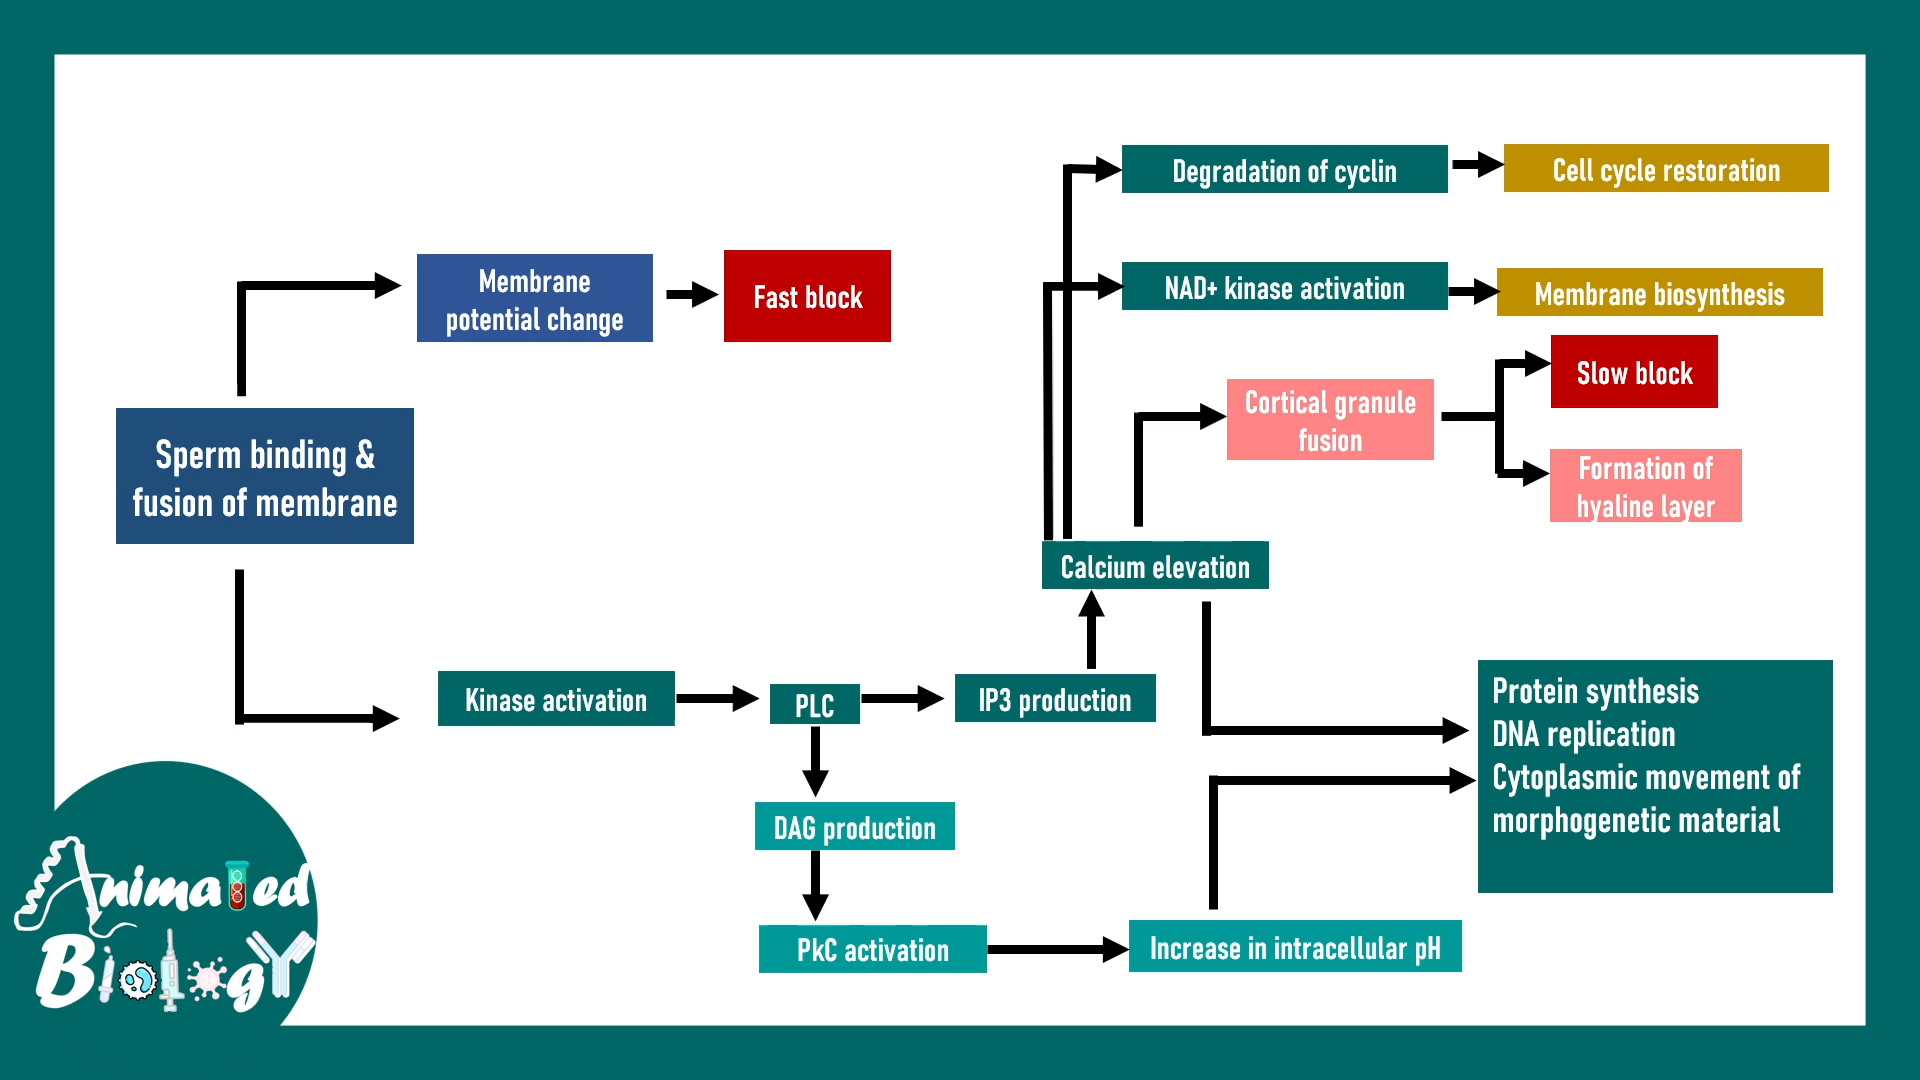 Degradation of cyclin
Cell cycle restoration
Membrane
potential change
Fast block
NAD+ kinase activation
Membrane biosynthesis
Slow block
Cortical granule
fusion
Formation of
hyaline layer
Sperm binding &
fusion of membrane
Calcium elevation
Kinase activation
PLC
IP3 production
Protein synthesis
DNA replication
Cytoplasmic movement of
morphogenetic material
DAG production
PkC activation
Increase in intracellular pH
Animated
Biology